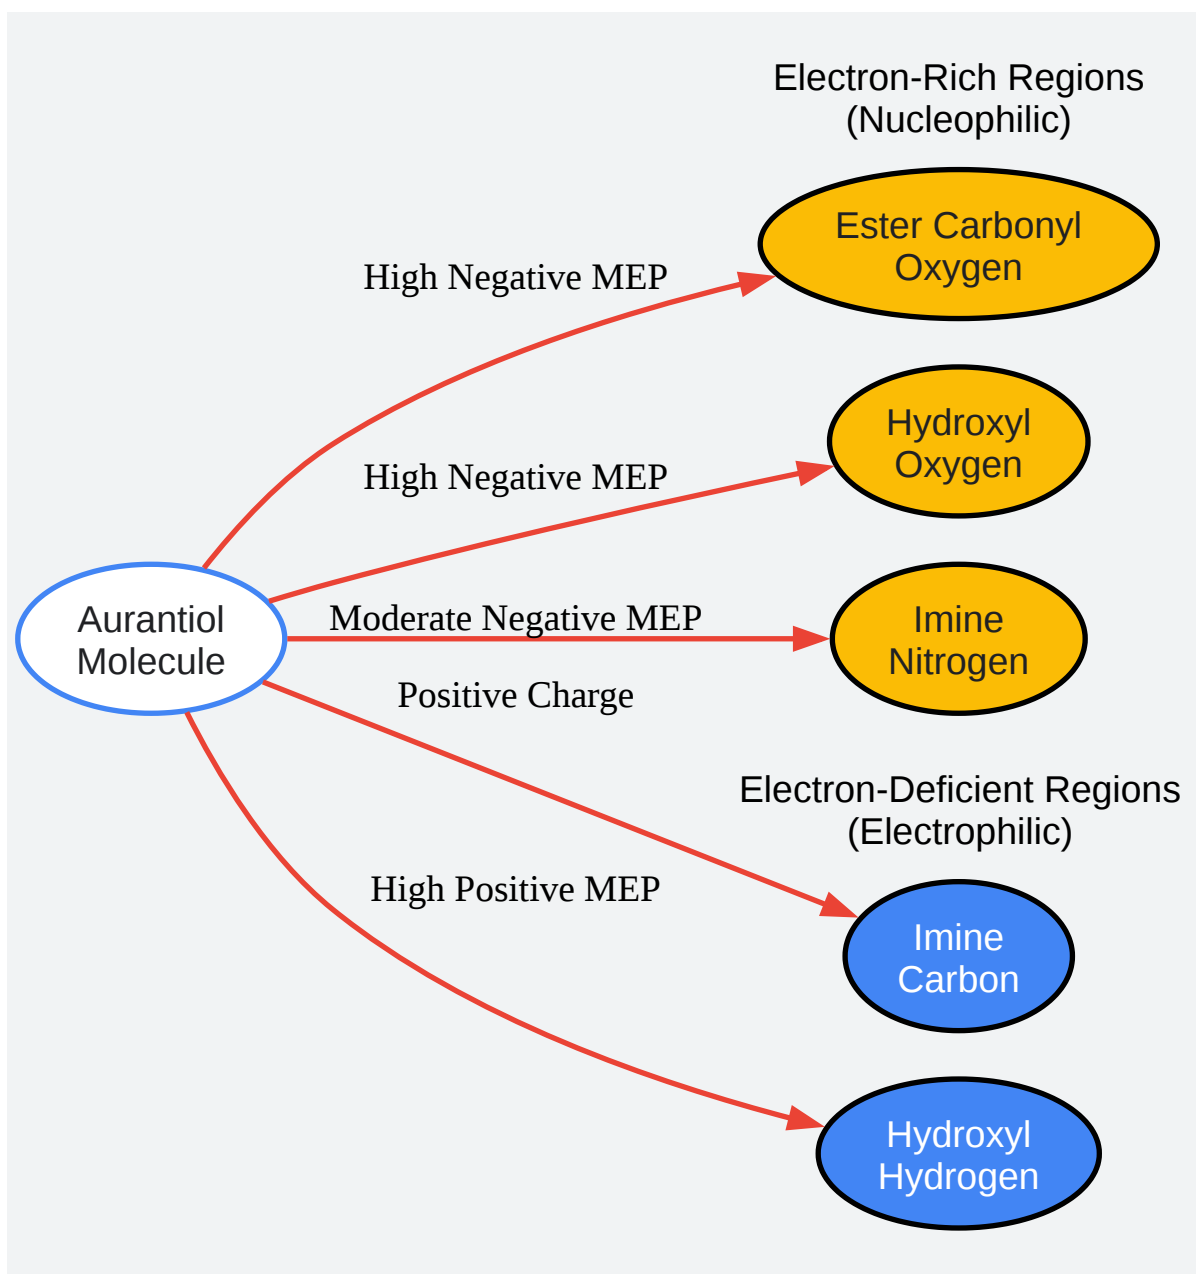 Electron-Rich Regions
(Nucleophilic)
Ester Carbonyl
Oxygen
High Negative MEP
Hydroxyl
Oxygen
High Negative MEP
Aurantiol
Molecule
Moderate Negative MEP
Imine
Nitrogen
Positive Charge
Electron-Deficient Regions
(Electrophilic)
High Positive MEP
Imine
Carbon
Hydroxyl
Hydrogen